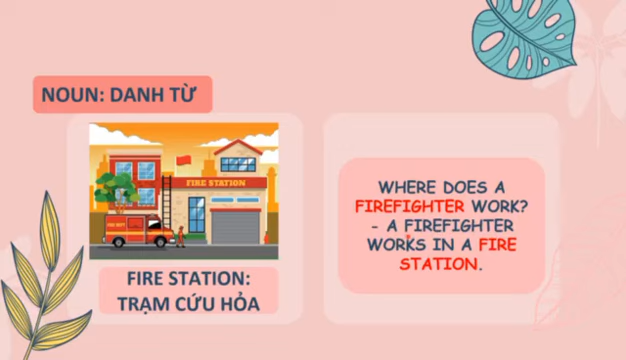 NOUN: DANH TỪ
FIRE STATION
FIRE STATION:
TRẠM CỨU HỎA
WHERE DOES A
FIREFIGHTER WORK?
- A FIREFIGHTER
WORKS IN A FIRE
STATION.